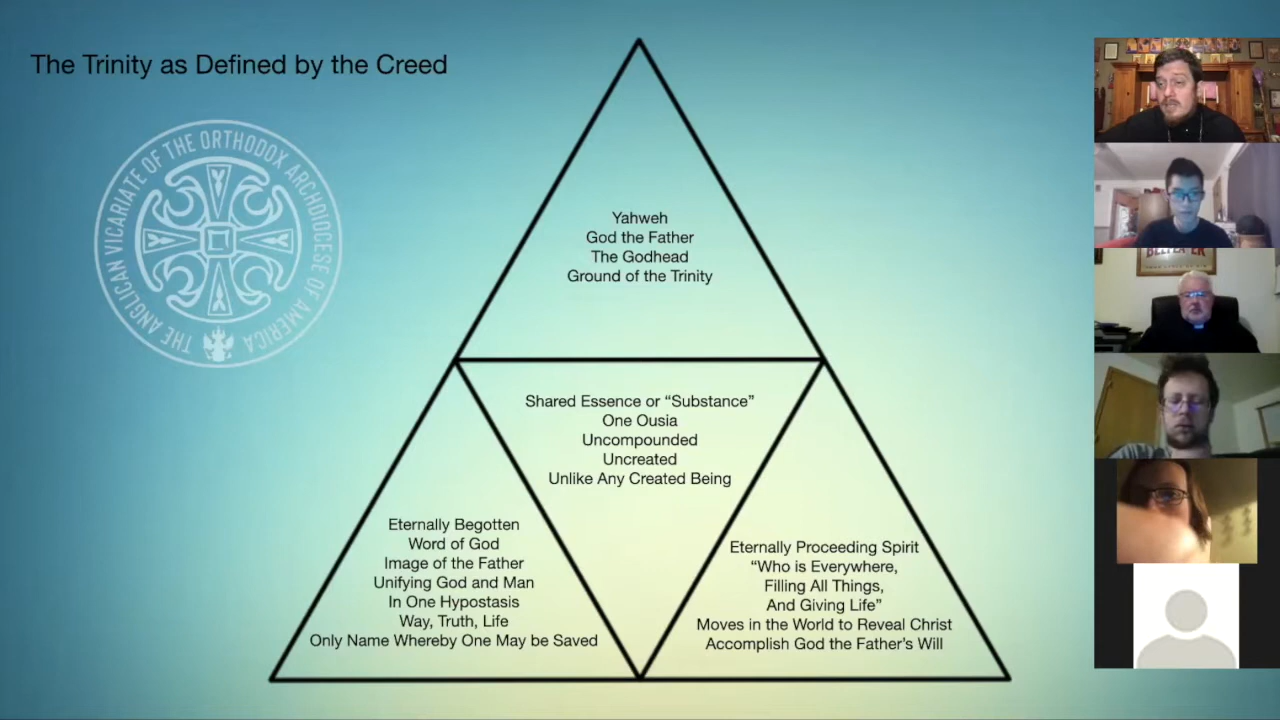 The Trinity as Defined by the Creed
THE ANGLICAN VICARIATE OF THE ORTHODOX ARCHDIOCESE OF AMERICA
Yahweh
God the Father
The Godhead
Ground of the Trinity
Shared Essence or “Substance”
One Ousia
Uncompounded
Uncreated
Unlike Any Created Being
Eternally Begotten
Word of God
Image of the Father
Unifying God and Man
In One Hypostasis
Way, Truth, Life
Only Name Whereby One May be Saved
Eternally Proceeding Spirit
“Who is Everywhere,
Filling All Things,
And Giving Life”
Moves in the World to Reveal Christ
Accomplish God the Father’s Will